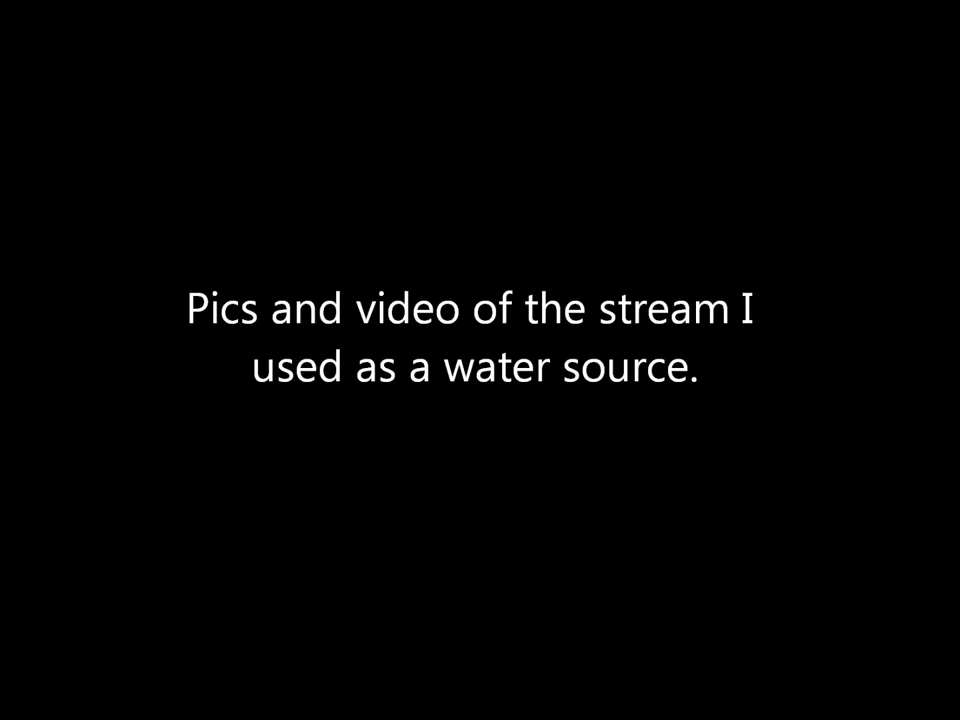 Pics and video of the stream I
used as a water source.